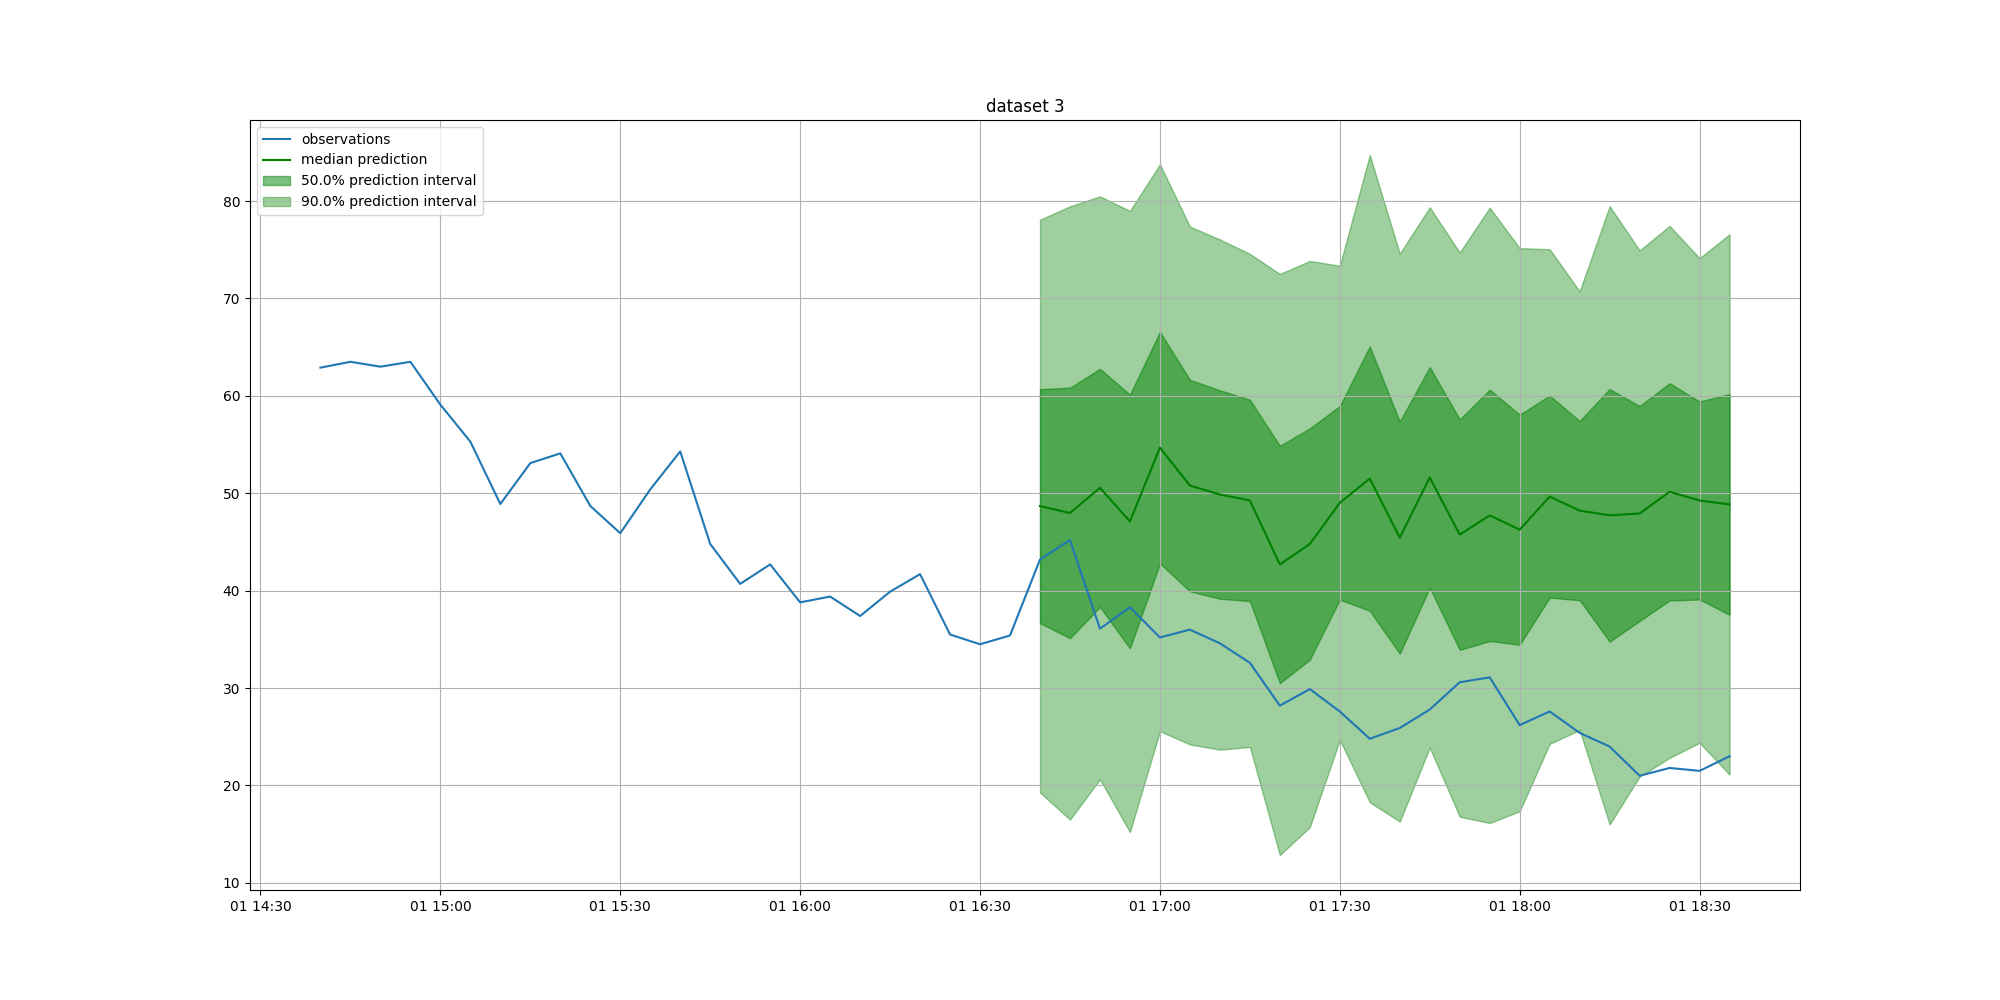 dataset 3
observations
median prediction
50.0% prediction interval
90.0% prediction interval
80
70
60
50
40
30
20
10
01 14:30 01 15:00 01 15:30 01 16:00 01 16:30 01 17:00 01 17:30 01 18:00 01 18:30